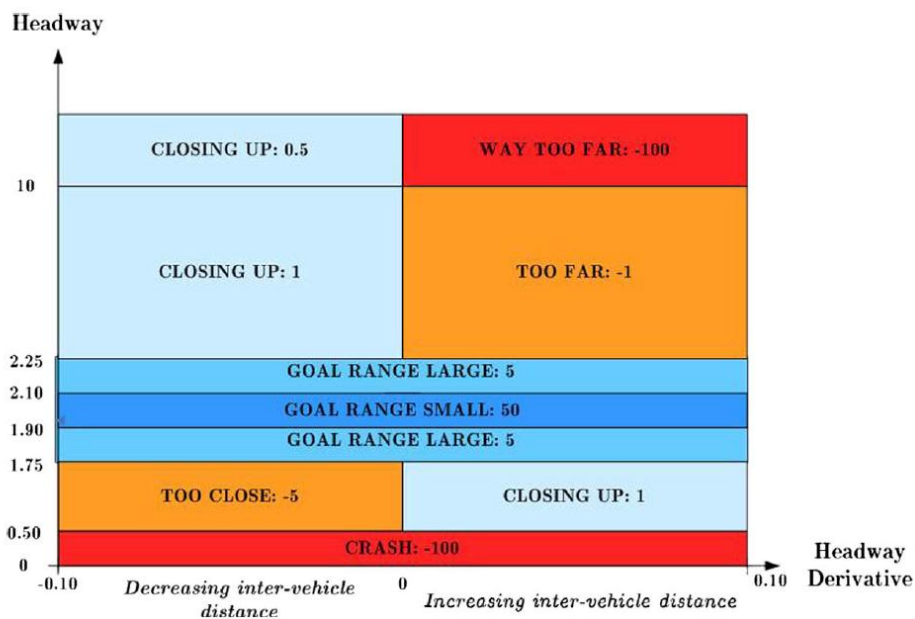 Headway
CLOSING UP: 0.5
WAY TOO FAR: -100
10
CLOSING UP: 1
TOO FAR: -1
2.25
GOAL RANGE LARGE: 5
2.10
GOAL RANGE SMALL: 50
1.90
GOAL RANGE LARGE: 5
1.75
TOO CLOSE: -5
CLOSING UP: 1
0.50
CRASH: -100
0
-0.10
0
0.10
Decreasing inter-vehicle
distance
Increasing inter-vehicle distance
Headway
Derivative